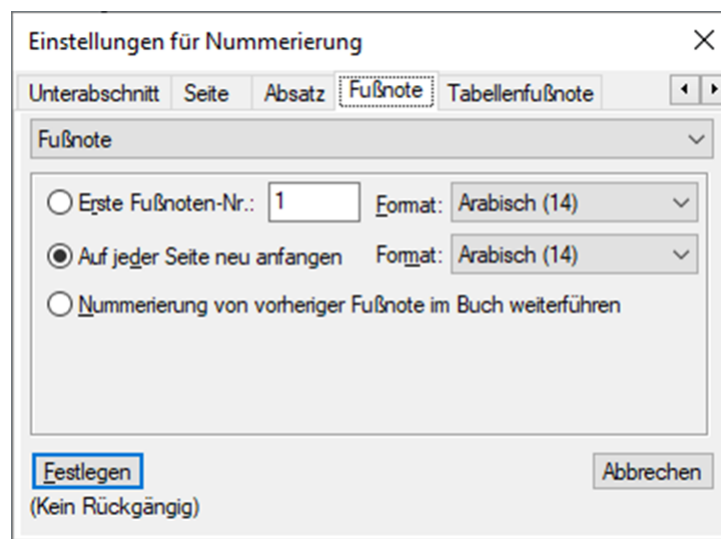 Einstellungen für Nummerierung
Unterabschnitt Seite Absatz Fußnote Tabellenfußnote
Fußnote
Erste Fußnoten-Nr.: 1 Format: Arabisch (14)
Auf jeder Seite neu anfangen Format: Arabisch (14)
Nummerierung von vorheriger Fußnote im Buch weiterführen
Festlegen Abbrechen
(Kein Rückgängig)